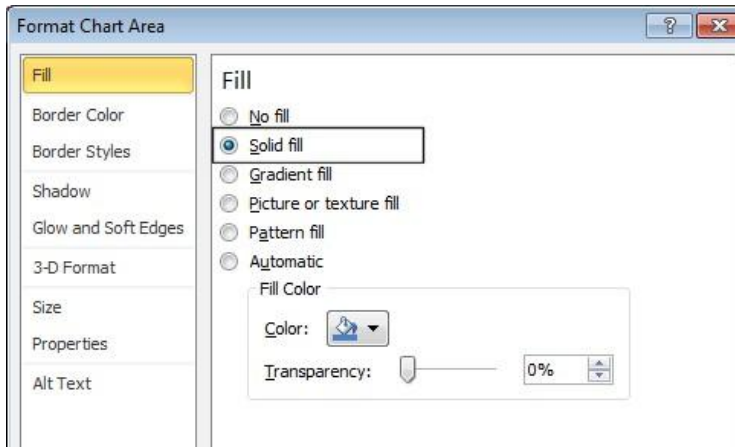 Format Chart Area
Fill
Border Color
Border Styles
Shadow
Glow and Soft Edges
3-D Format
Size
Properties
Alt Text
Fill
No fill
Solid fill
Gradient fill
Picture or texture fill
Pattern fill
Automatic
Fill Color
Color:
Transparency: 0%